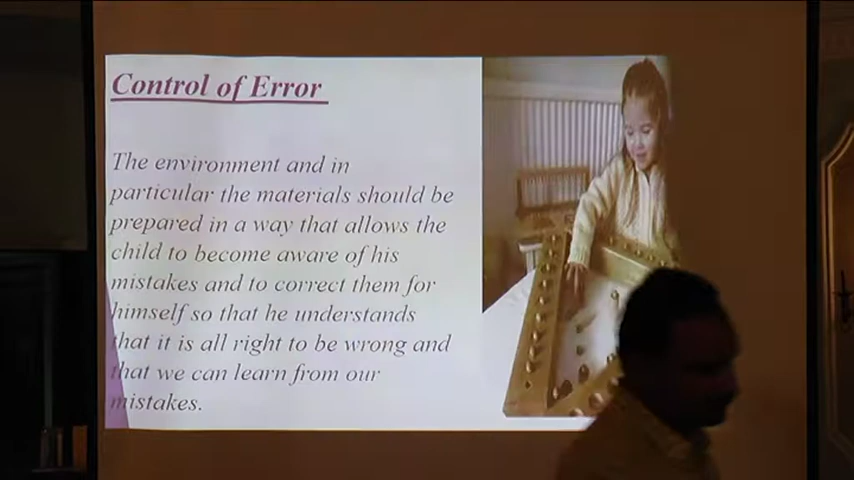 Control of Error
The environment and in
particular the materials should be
prepared in a way that allows the
child to become aware of his
mistakes and to correct them for
himself so that he understands
that it is all right to be wrong and
that we can learn from our
mistakes.